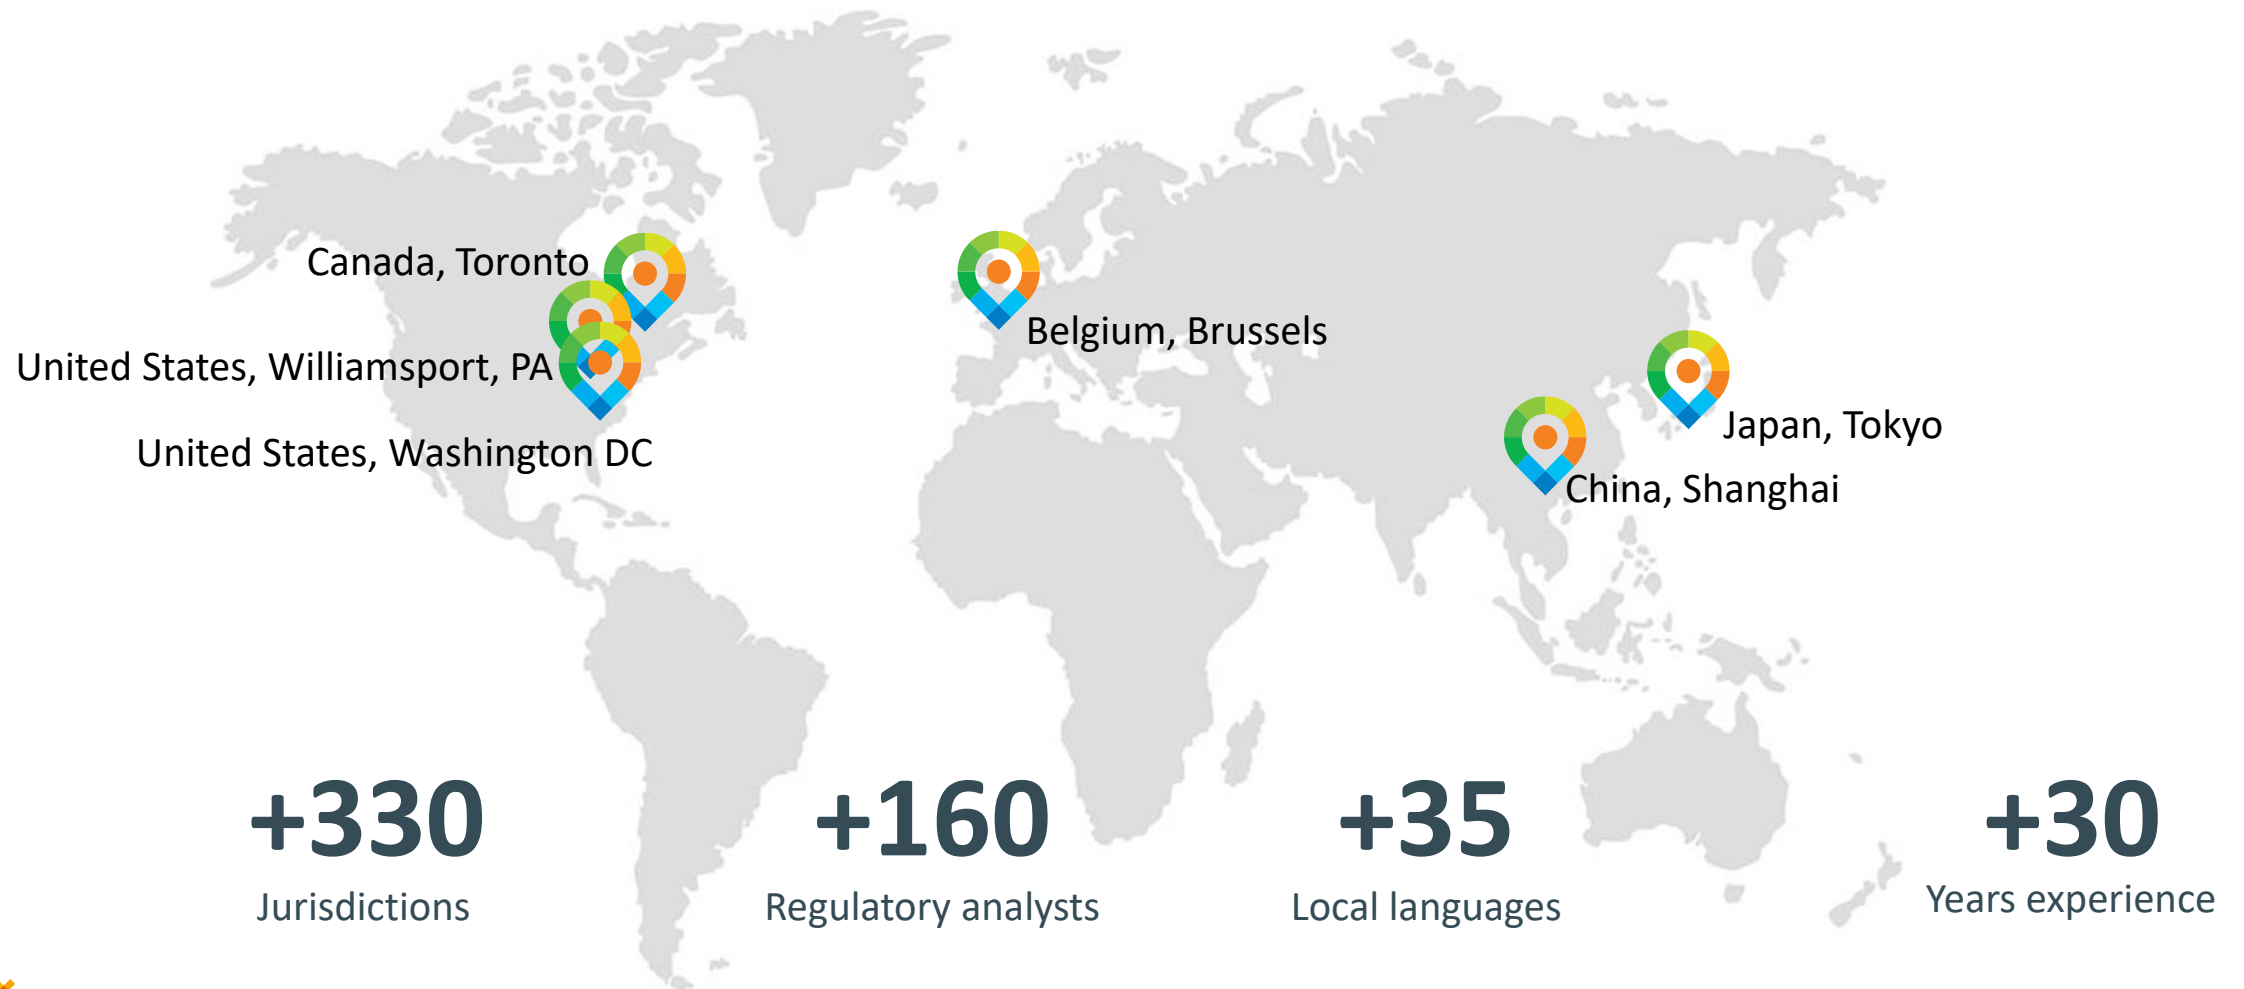 Canada, Toronto
United States, Williamsport, PA
United States, Washington DC
Belgium, Brussels
Japan, Tokyo
China, Shanghai
+330
Jurisdictions
+160
Regulatory analysts
+35
Local languages
+30
Years experience